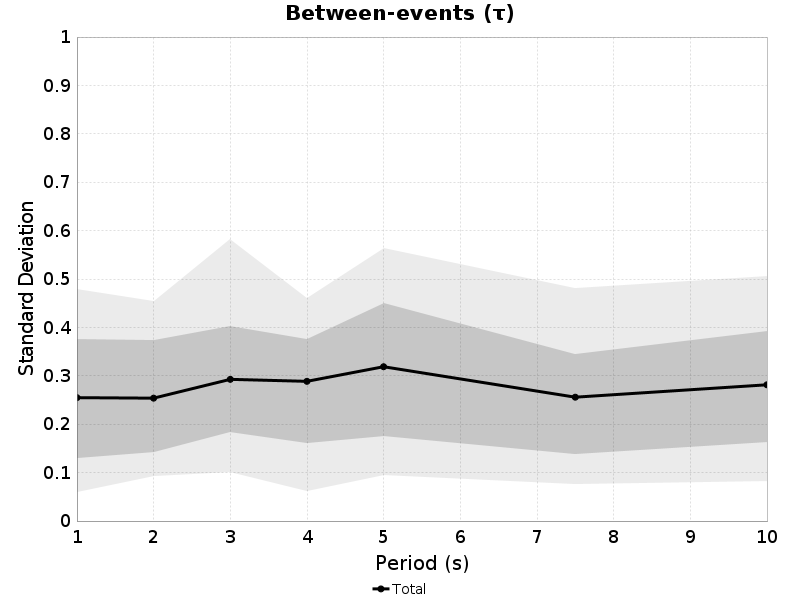 Between-events (τ)
1
0.9
0.8
0.7
0.6
0.5
0.4
0.3
0.2
0.1
0
Standard Deviation
1 2 3 4 5 6 7 8 9 10
Period (s)
Total